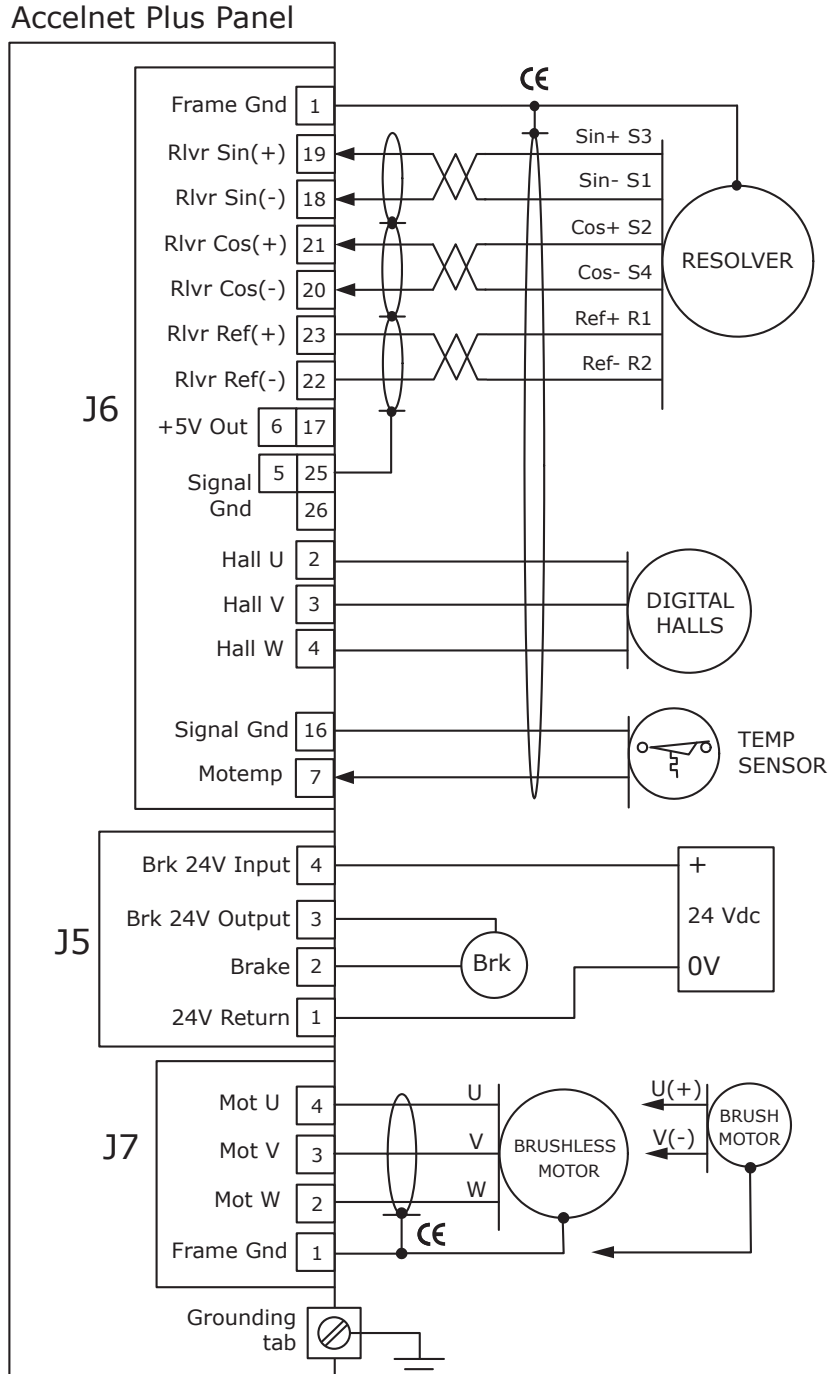 Accelnet Plus Panel
CE
Frame Gnd 1
Rlvr Sin(+) 19
Sin+ S3
Rlvr Sin(-) 18
Sin- S1
Rlvr Cos(+) 21
Cos+ S2
Rlvr Cos(-) 20
Cos- S4
RESOLVER
Rlvr Ref(+) 23
Ref+ R1
Rlvr Ref(-) 22
Ref- R2
J6
+5V Out 6 17
Signal
Gnd
5 25
26
Hall U 2
Hall V 3
Hall W 4
DIGITAL
HALLS
Signal Gnd 16
Motemp 7
TEMP
SENSOR
J5
Brk 24V Input 4
Brk 24V Output 3
Brake 2
24V Return 1
Brk
+
24 Vdc
0V
J7
Mot U 4
U
Mot V 3
V
Mot W 2
W
Frame Gnd 1
CE
BRUSHLESS
MOTOR
U(+)
V(-)
BRUSH
MOTOR
Grounding
tab